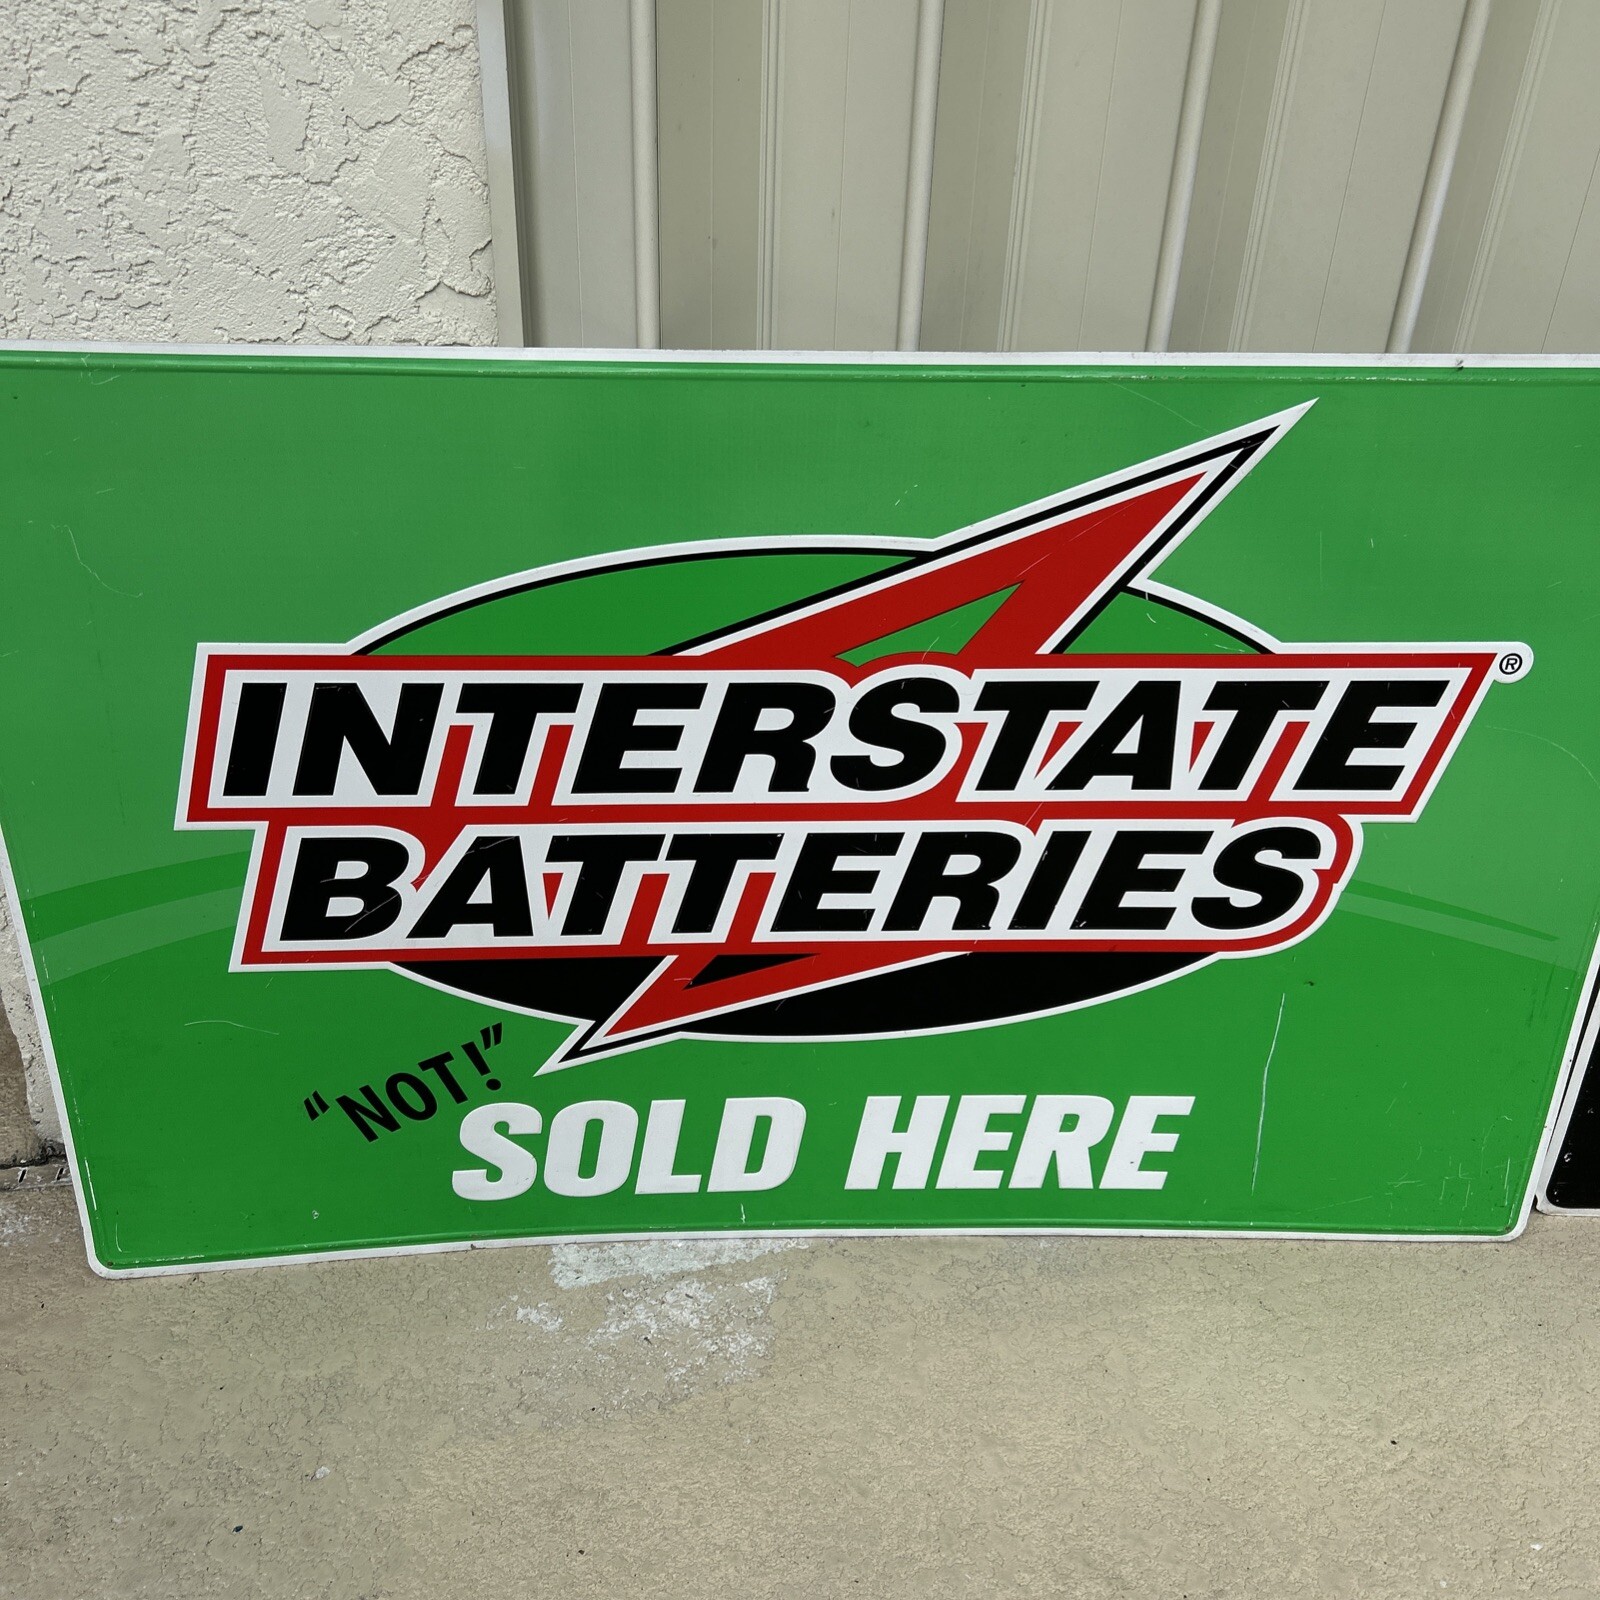 INTERSTATE®
BATTERIES
"NOT!"
SOLD HERE